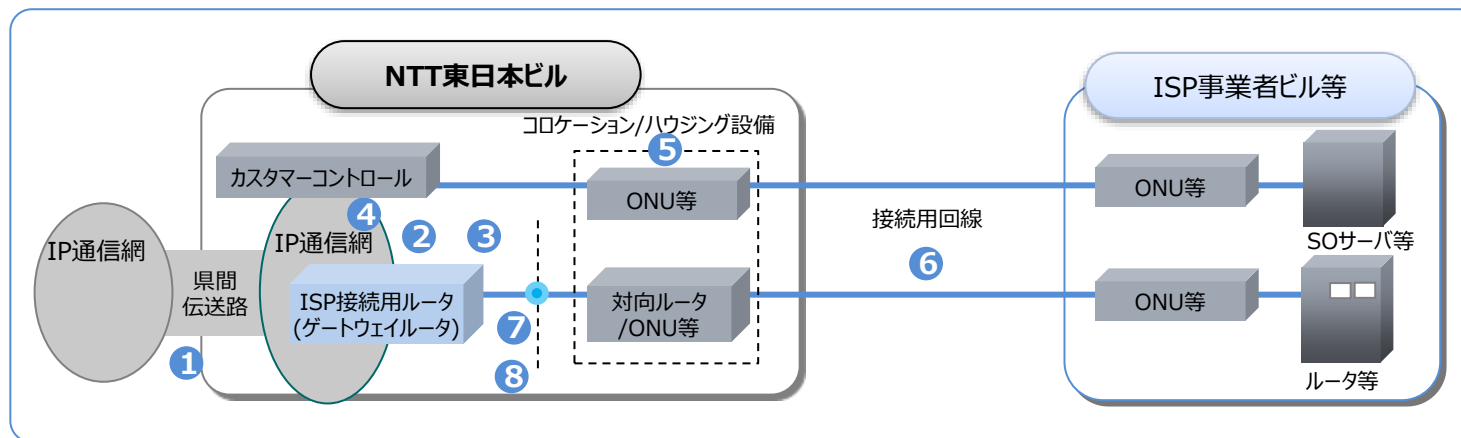 NTT東日本ビル
ISP事業者ビル等
コロケーション/ハウジング設備
5
カスタマーコントロール
ONU等
ONU等
4
2
3
接続用回線
SOサーバ等
IP通信網
IP通信網
6
県間
伝送路
ISP接続用ルータ
(ゲートウェイルータ)
対向ルータ
/ONU等
ONU等
7
1
8
ルータ等